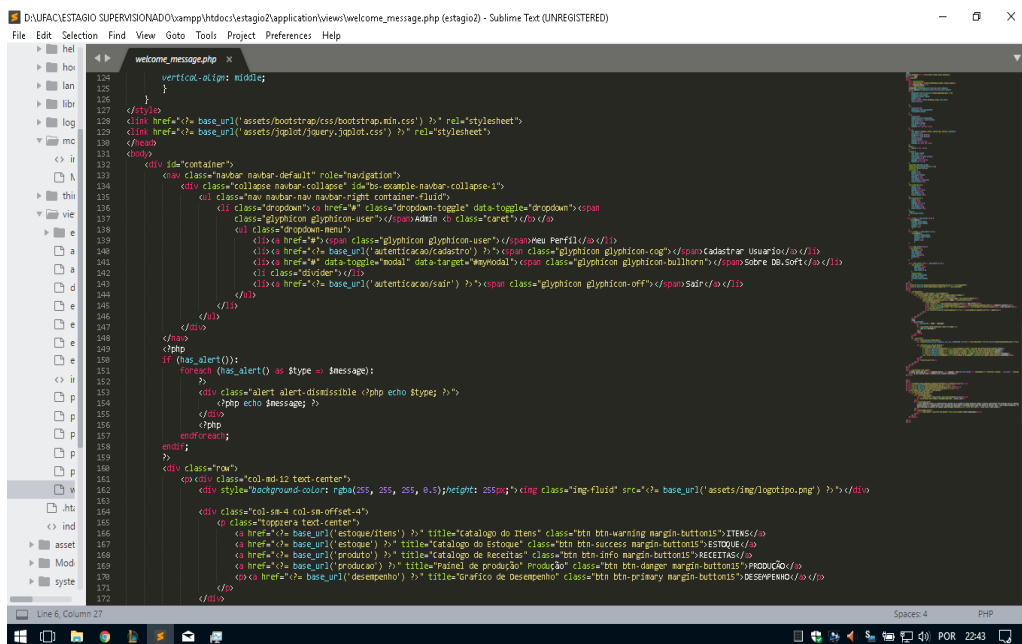 D:\UFAC\ESTAGIO SUPERVISIONADO\xampp\htdocs\estagio2\application\views\welcome_message.php (estagio2) - Sublime Text (UNREGISTERED)
File Edit Selection Find View Goto Tools Project Preferences Help
hel
hoo
lan
libr
log
mo
in
M
thi
vie
e
a
a
d
e
e
e
e
in
p
p
p
p
p
w
.hta
ind
asset
Mode
syste
welcome_message.php ×
124 vertical-align: middle;
125 }
126 }
127 </style>
128 <link href="<?= base_url('assets/bootstrap/css/bootstrap.min.css') ?>" rel="stylesheet">
129 <link href="<?= base_url('assets/jqplot/jquery.jqplot.css') ?>" rel="stylesheet">
130 </head>
131 <body>
132 <div id="container">
133 <nav class="navbar navbar-default" role="navigation">
134 <div class="collapse navbar-collapse" id="bs-example-navbar-collapse-1">
135 <ul class="nav navbar-nav navbar-right container-fluid">
136 <li class="dropdown"><a href="#" class="dropdown-toggle" data-toggle="dropdown"><span
137 class="glyphicon glyphicon-user"></span>Admin <b class="caret"></b></a>
138 <ul class="dropdown-menu">
139 <li><a href="#"><span class="glyphicon glyphicon-user"></span>Meu Perfil</a></li>
140 <li><a href="<?= base_url('autenticacao/cadastro') ?>"><span class="glyphicon glyphicon-cog"></span>Cadastrar Usuario</a></li>
141 <li><a href="#" data-toggle="modal" data-target="#myModal"><span class="glyphicon glyphicon-bullhorn"></span>Sobre DB.Soft</a></li>
142 <li class="divider"></li>
143 <li><a href="<?= base_url('autenticacao/sair') ?>"><span class="glyphicon glyphicon-off"></span>Sair</a></li>
144 </ul>
145 </li>
146 </ul>
147 </div>
148 </nav>
149 <?php
150 if (has_alert()):
151 foreach (has_alert() as $type => $message):
152 ?>
153 <div class="alert alert-dismissible <?php echo $type; ?>">
154 <?php echo $message; ?>
155 </div>
156 <?php
157 endforeach;
158 endif;
159 ?>
160 <div class="row">
161 <p><div class="col-md-12 text-center">
162 <div style="background-color: rgba(255, 255, 255, 0.5);height: 255px;"><img class="img-fluid" src="<?= base_url('assets/img/logotipo.png') ?>"></div>
163
164 <div class="col-sm-4 col-sm-offset-4">
165 <p class="toppzera text-center">
166 <a href="<?= base_url('estoque/itens') ?>" title="Catalogo do Itens" class="btn btn-warning margin-button15">ITENS</a>
167 <a href="<?= base_url('estoque') ?>" title="Catalogo do Estoque" class="btn btn-success margin-button15">ESTOQUE</a>
168 <a href="<?= base_url('produto') ?>" title="Catalogo de Receitas" class="btn btn-info margin-button15">RECEITAS</a>
169 <a href="<?= base_url('producao') ?>" title="Painel de produção" Produção" class="btn btn-danger margin-button15">PRODUÇÃO</a>
170 <p><a href="<?= base_url('desempenho') ?>" title="Grafico de Desempenho" class="btn btn-primary margin-button15">DESEMPENHO</a></p>
171 </p>
172 </div>
Line 6, Column 27 Spaces: 4 PHP
POR 22:43